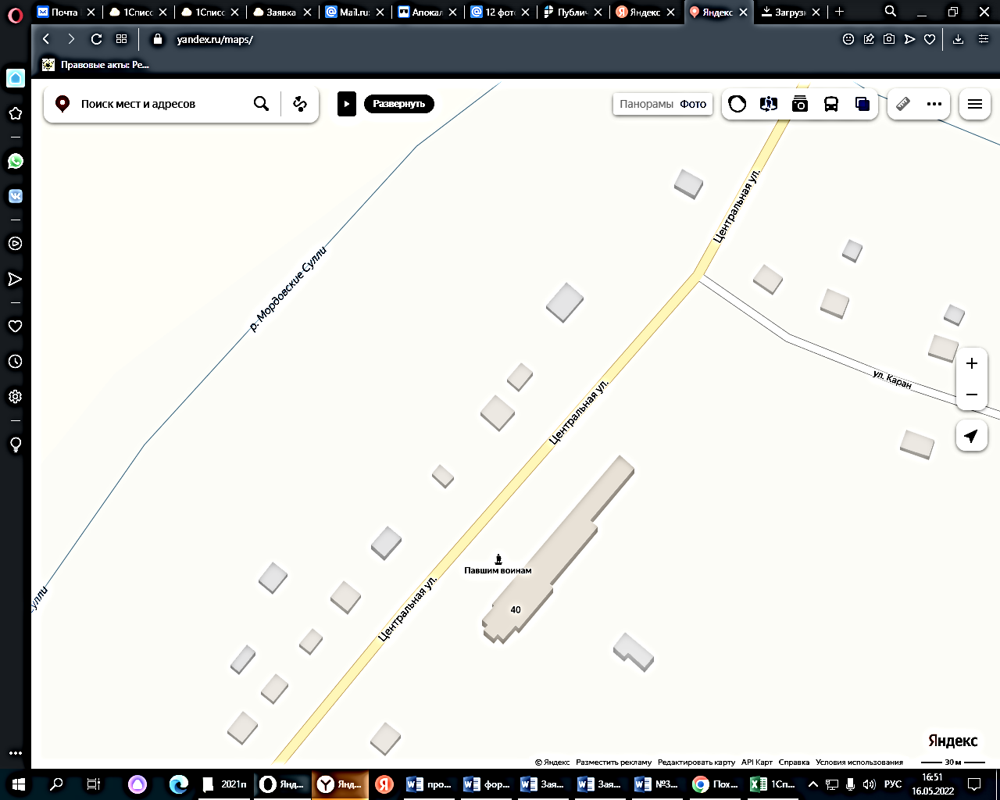 Почта
1Списс
1Списс
Заявка
Mail.ru:
Апокал
12 фото
Публич
Яндекс
Яндекс
Загрузк
yandex.ru/maps/
Правовые акты: Ре...
Поиск мест и адресов
Развернуть
Панорамы Фото
Центральная ул.
р. Мордовские Сулли
ул. Каран
Центральная ул.
Павшим воинам
40
Центральная ул.
Сулли
Яндекс
© Яндекс Разместить рекламу Редактировать карту API Карт Справка Условия использования 30 м
2021п
Янд...
Янд...
про...
фор...
Зая...
Зая...
№3...
Пох...
1Сп...
РУС
16:51
16.05.2022